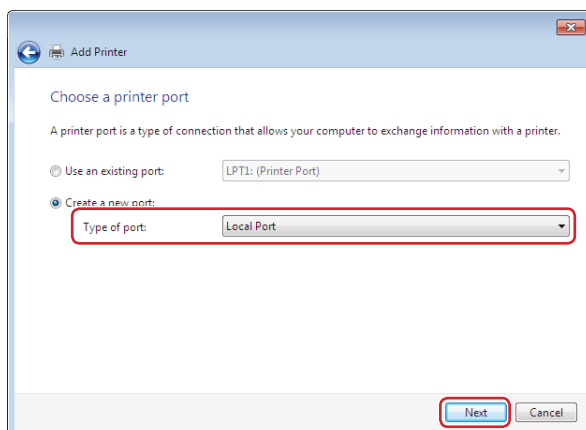 Add Printer
Choose a printer port
A printer port is a type of connection that allows your computer to exchange information with a printer.
Use an existing port: LPT1: (Printer Port)
Create a new port:
Type of port: Local Port
Next Cancel